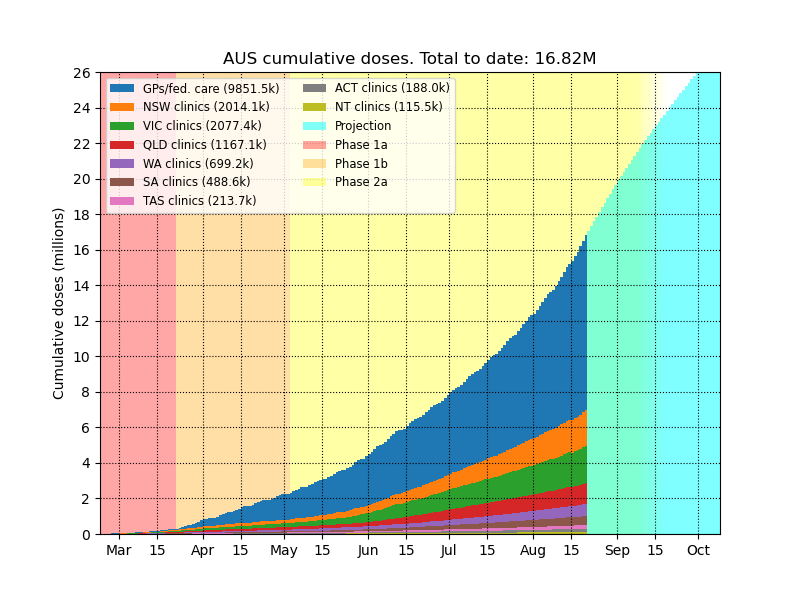 AUS cumulative doses. Total to date: 16.82M
Cumulative doses (millions)
26
24
22
20
18
16
14
12
10
8
6
4
2
0
GPs/fed. care (9851.5k)
NSW clinics (2014.1k)
VIC clinics (2077.4k)
QLD clinics (1167.1k)
WA clinics (699.2k)
SA clinics (488.6k)
TAS clinics (213.7k)
ACT clinics (188.0k)
NT clinics (115.5k)
Projection
Phase 1a
Phase 1b
Phase 2a
Mar 15 Apr 15 May 15 Jun 15 Jul 15 Aug 15 Sep 15 Oct